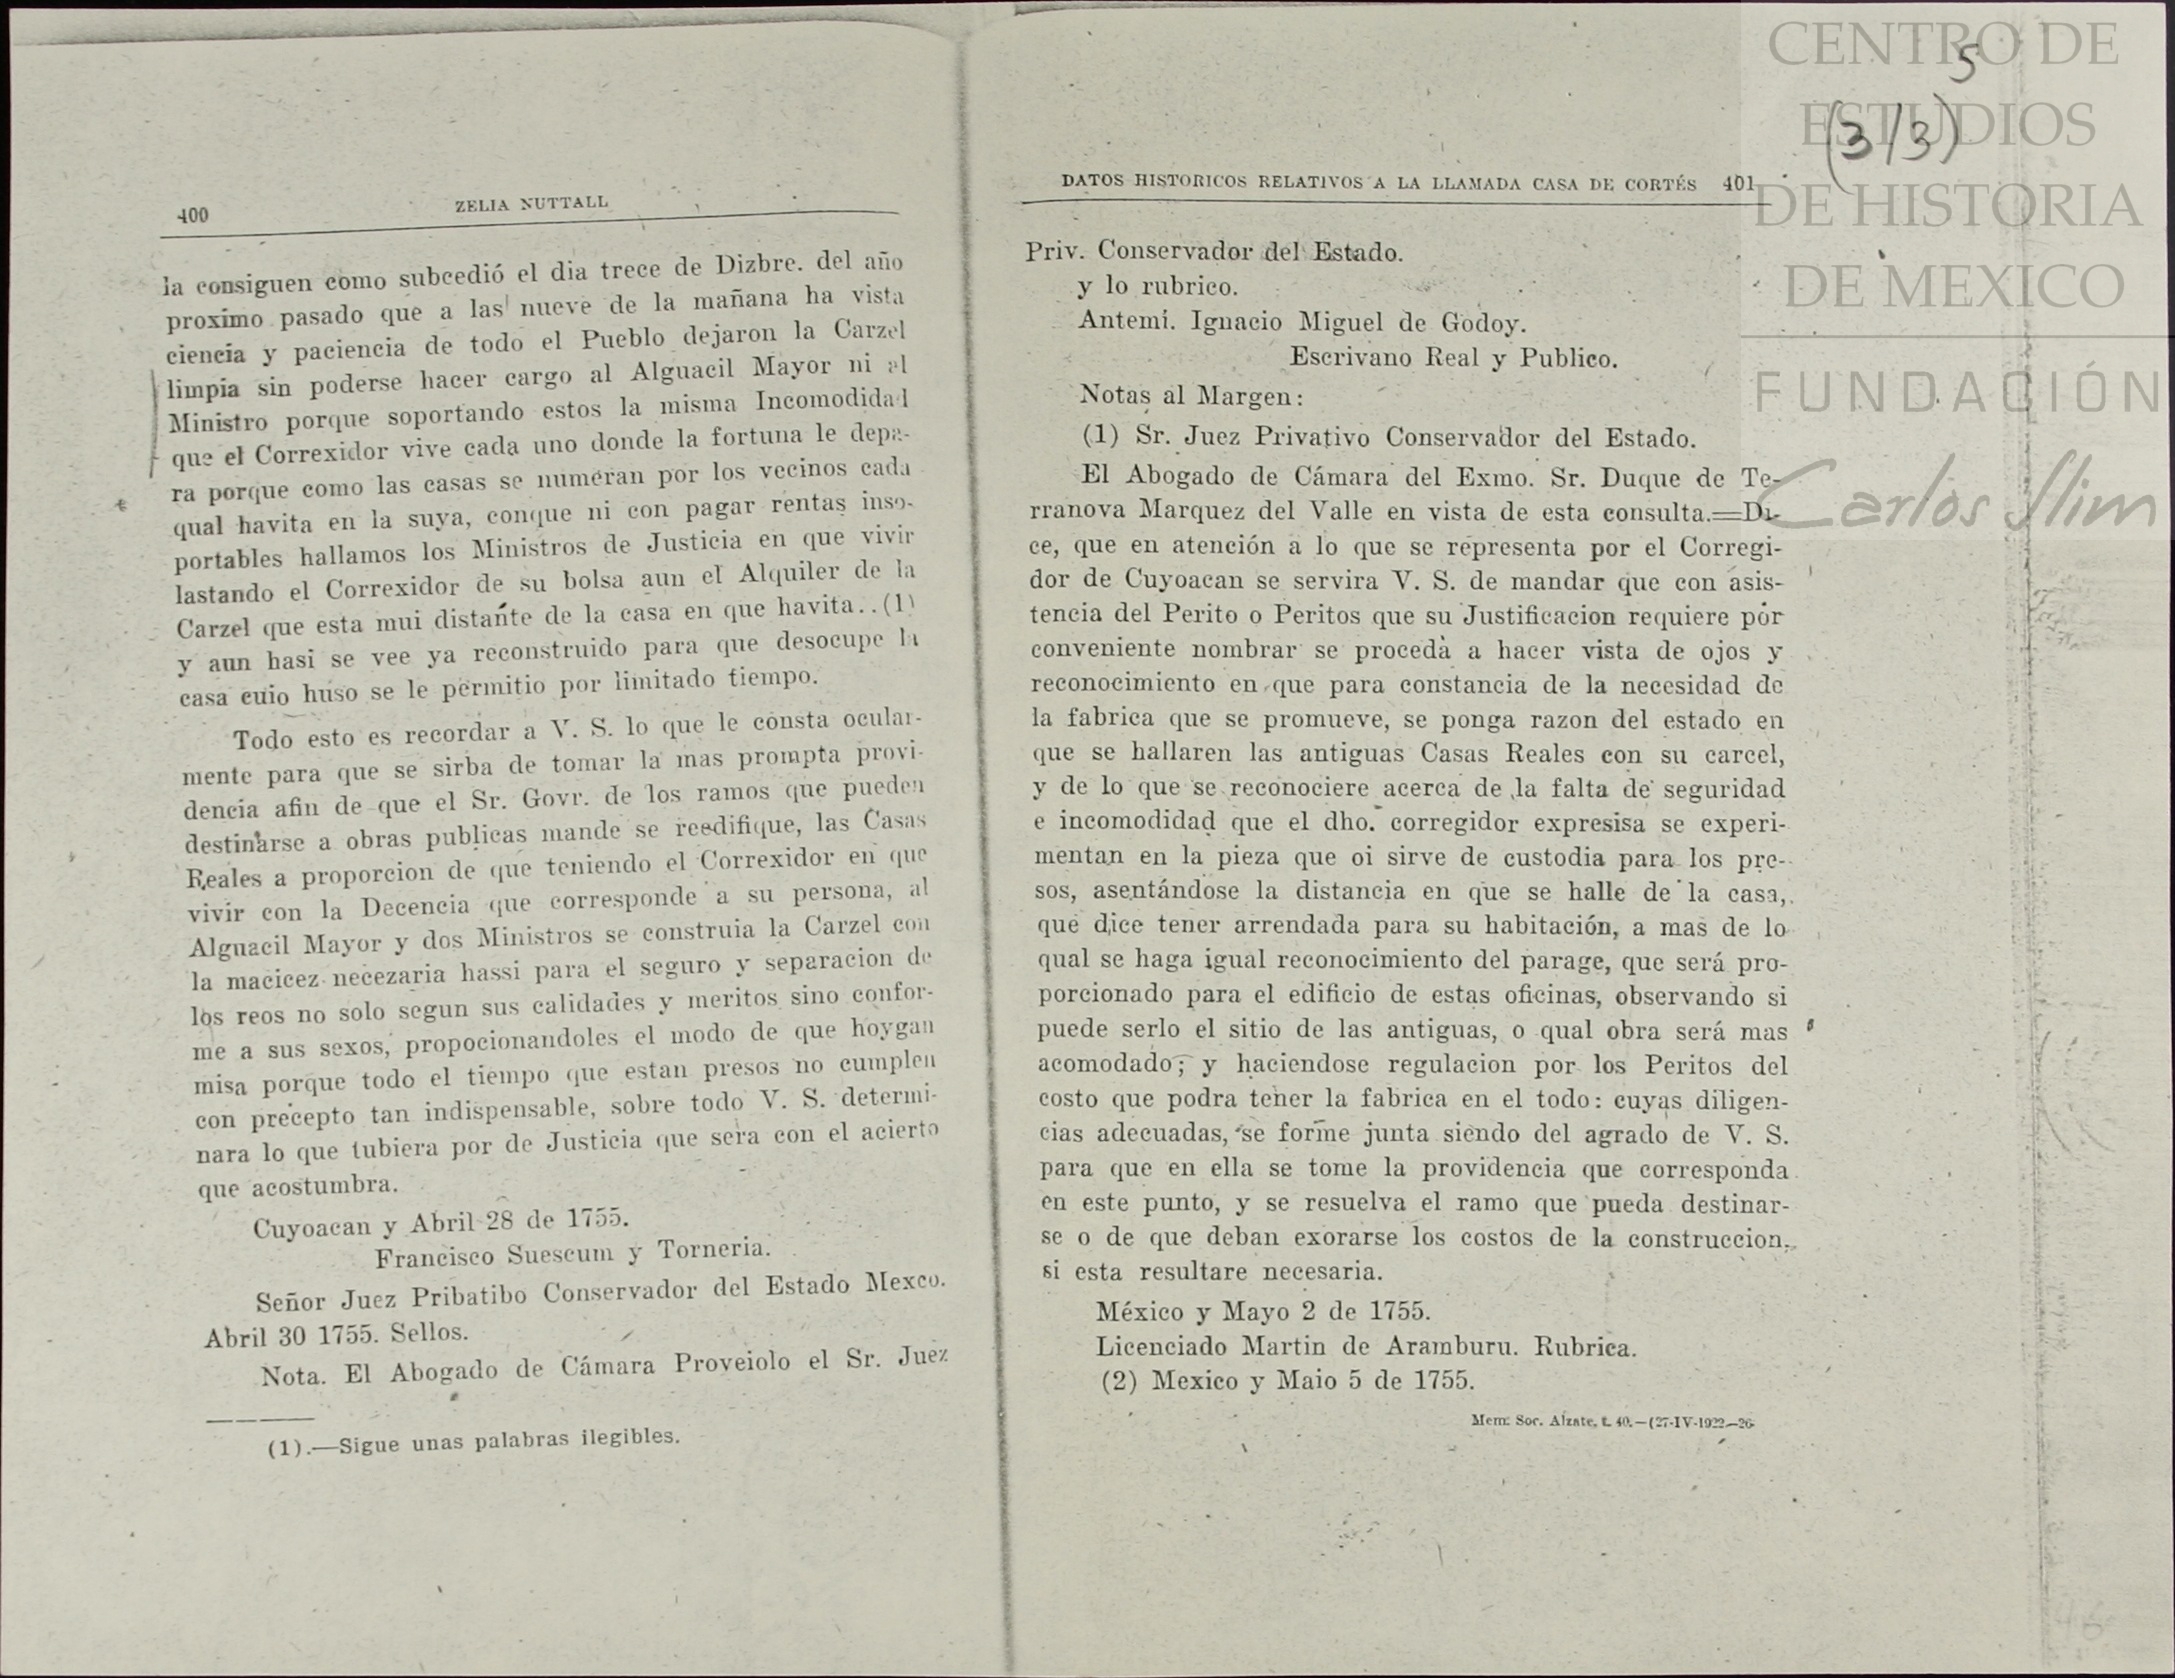 400
ZELIA NUTTALL
la consiguen como subcedió el dia trece de Dizbre. del año
proximo pasado que a las nueve de la mañana ha vista
ciencia y paciencia de todo el Pueblo dejaron la Carzel
limpia sin poderse hacer cargo al Alguacil Mayor ni al
Ministro porque soportando estos la misma Incomodidad
que el Correxidor vive cada uno donde la fortuna le depa-
ra porque como las casas se numeran por los vecinos cada
qual havita en la suya, conque ni con pagar rentas inso-
portables hallamos los Ministros de Justicia en que vivir
lastando el Correxidor de su bolsa aun el Alquiler de la
Carzel que esta mui distante de la casa en que havita..(1)
y aun hasi se vee ya reconstruido para que desocupe la
casa cuio huso se le permitio por limitado tiempo.
Todo esto es recordar a V. S. lo que le consta ocular-
mente para que se sirba de tomar la mas prompta provi-
dencia afin de que el Sr. Govr. de los ramos que pueden
destinarse a obras publicas mande se reedifique, las Casas
Reales a proporcion de que teniendo el Correxidor en que
vivir con la Decencia que corresponde a su persona, al
Alguacil Mayor y dos Ministros se construia la Carzel con
la macicez necezaria hassi para el seguro y separacion de
los reos no solo segun sus calidades y meritos sino confor-
me a sus sexos, propocionandoles el modo de que hoygan
misa porque todo el tiempo que estan presos no cumplen
con precepto tan indispensable, sobre todo V. S. determi-
nara lo que tubiera por de Justicia que sera con el acierto
que acostumbra.
Cuyoacan y Abril 28 de 1755.
Francisco Suescum y Torneria.
Señor Juez Pribatibo Conservador del Estado Mexco.
Abril 30 1755. Sellos.
Nota. El Abogado de Cámara Proveiolo el Sr. Juez
(1).—Sigue unas palabras ilegibles.
DATOS HISTORICOS RELATIVOS A LA LLAMADA CASA DE CORTÉS 401
Priv. Conservador del Estado.
y lo rubrico.
Antemí. Ignacio Miguel de Godoy.
Escrivano Real y Publico.
Notas al Margen:
(1) Sr. Juez Privativo Conservador del Estado.
El Abogado de Cámara del Exmo. Sr. Duque de Te-
rranova Marquez del Valle en vista de esta consulta.=Di-
ce, que en atención a lo que se representa por el Corregi-
dor de Cuyoacan se servira V. S. de mandar que con asis-
tencia del Perito o Peritos que su Justificacion requiere por
conveniente nombrar se proceda a hacer vista de ojos y
reconocimiento en que para constancia de la necesidad de
la fabrica que se promueve, se ponga razon del estado en
que se hallaren las antiguas Casas Reales con su carcel,
y de lo que se reconociere acerca de la falta de seguridad
e incomodidad que el dho. corregidor expresisa se experi-
mentan en la pieza que oi sirve de custodia para los pre-
sos, asentándose la distancia en que se halle de la casa,
que dice tener arrendada para su habitación, a mas de lo
qual se haga igual reconocimiento del parage, que será pro-
porcionado para el edificio de estas oficinas, observando si
puede serlo el sitio de las antiguas, o qual obra será mas
acomodado; y haciendose regulacion por los Peritos del
costo que podra tener la fabrica en el todo: cuyas diligen-
cias adecuadas, se forme junta siendo del agrado de V. S.
para que en ella se tome la providencia que corresponda
en este punto, y se resuelva el ramo que pueda destinar-
se o de que deban exorarse los costos de la construccion,
si esta resultare necesaria.
México y Mayo 2 de 1755.
Licenciado Martin de Aramburu. Rubrica.
(2) Mexico y Maio 5 de 1755.
Mem. Soc. Alzate, t. 40.—(27-IV-1922.—26
5
(3/3)
CENTRO DE
ESTUDIOS
DE HISTORIA
DE MEXICO
FUNDACIÓN
Carlos Slim
46